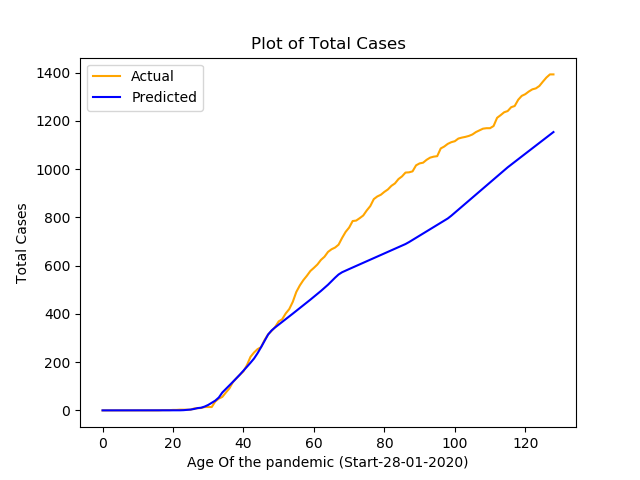 Plot of Total Cases
Actual
Predicted
Total Cases
1400
1200
1000
800
600
400
200
0
0 20 40 60 80 100 120
Age Of the pandemic (Start-28-01-2020)